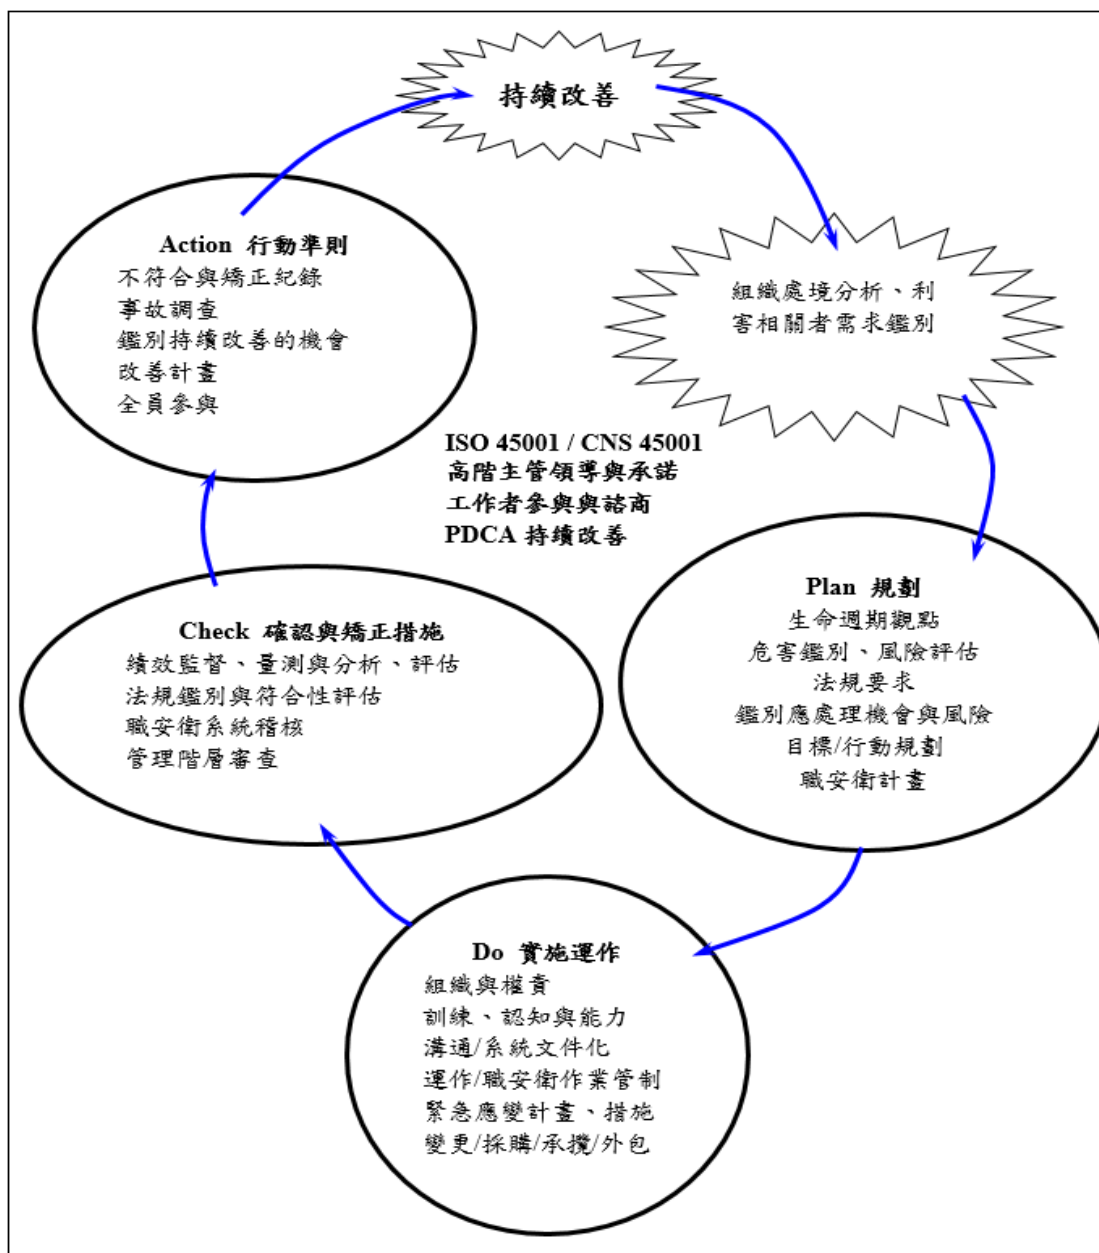 持續改善
組織處境分析、利
害相關者需求鑑別
Action 行動準則
不符合與矯正紀錄
事故調查
鑑別持續改善的機會
改善計畫
全員參與
ISO 45001 / CNS 45001
高階主管領導與承諾
工作者參與與諮商
PDCA 持續改善
Plan 規劃
生命週期觀點
危害鑑別、風險評估
法規要求
鑑別應處理機會與風險
目標/行動規劃
職安衛計畫
Check 確認與矯正措施
績效監督、量測與分析、評估
法規鑑別與符合性評估
職安衛系統稽核
管理階層審查
Do 實施運作
組織與權責
訓練、認知與能力
溝通/系統文件化
運作/職安衛作業管制
緊急應變計畫、措施
變更/採購/承攬/外包